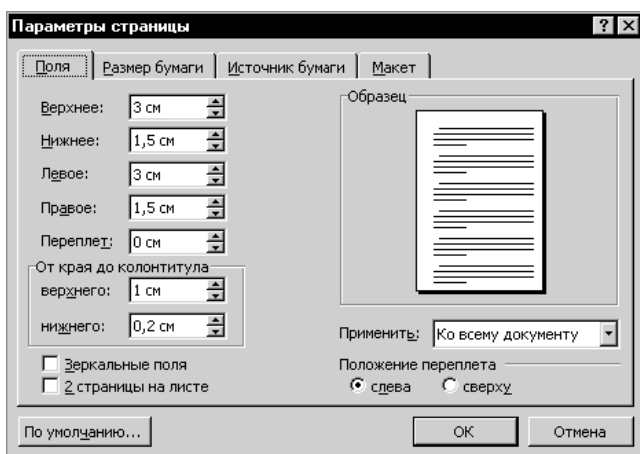 Параметры страницы
Поля Размер бумаги Источник бумаги Макет
Верхнее: 3 см
Нижнее: 1,5 см
Левое: 3 см
Правое: 1,5 см
Переплет: 0 см
От края до колонтитула
верхнего: 1 см
нижнего: 0,2 см
Зеркальные поля
2 страницы на листе
Образец
Применить: Ко всему документу
Положение переплета
слева сверху
По умолчанию... ОК Отмена